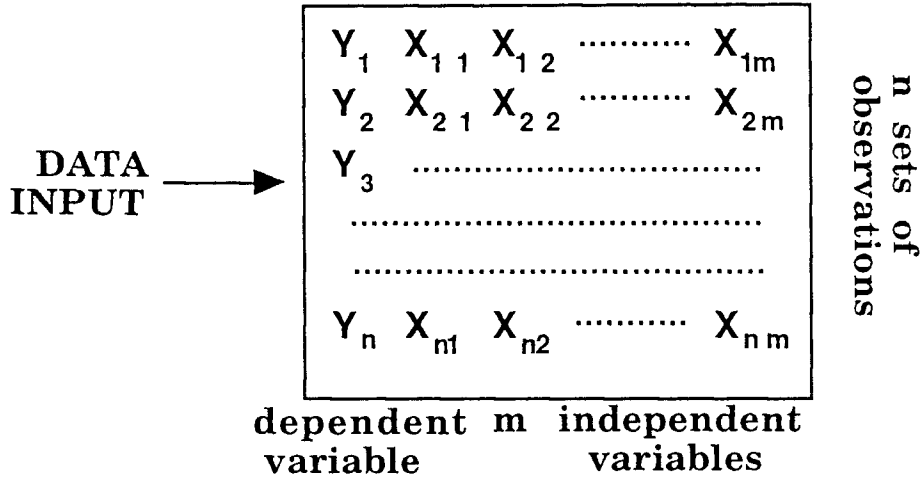 Y₁ X₁₁ X₁₂ .......... X₁ₘ
Y₂ X₂₁ X₂₂ .......... X₂ₘ
Y₃ ..............................
....................................
....................................
Yₙ Xₙ₁ Xₙ₂ .......... Xₙₘ
DATA
INPUT
n sets of
observations
dependent m independent
variable variables